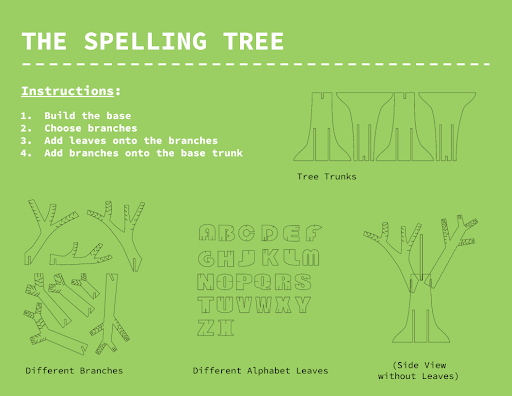 THE SPELLING TREE
Instructions:
1. Build the base
2. Choose branches
3. Add leaves onto the branches
4. Add branches onto the base trunk
Tree Trunks
ABCDEF
GHJKLM
NOPQRS
TUVWXY
Different Branches
Different Alphabet Leaves
(Side View
without Leaves)